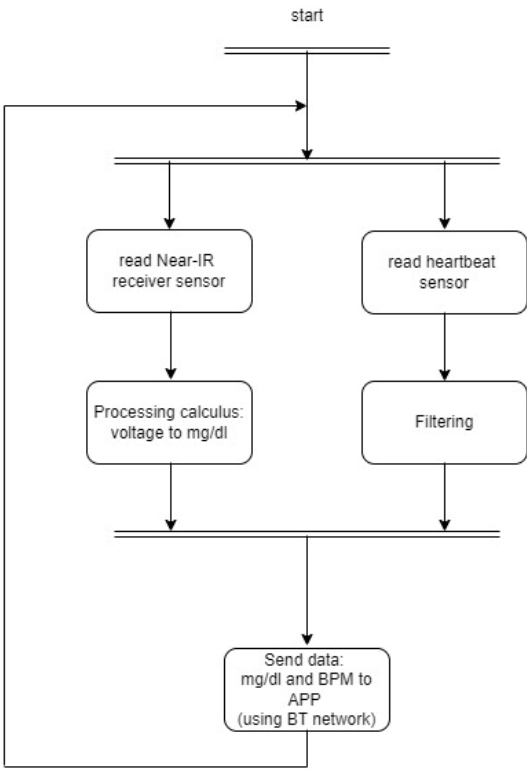 start
read Near-IR
receiver sensor
read heartbeat
sensor
Processing calculus:
voltage to mg/dl
Filtering
Send data:
mg/dl and BPM to
APP
(using BT network)